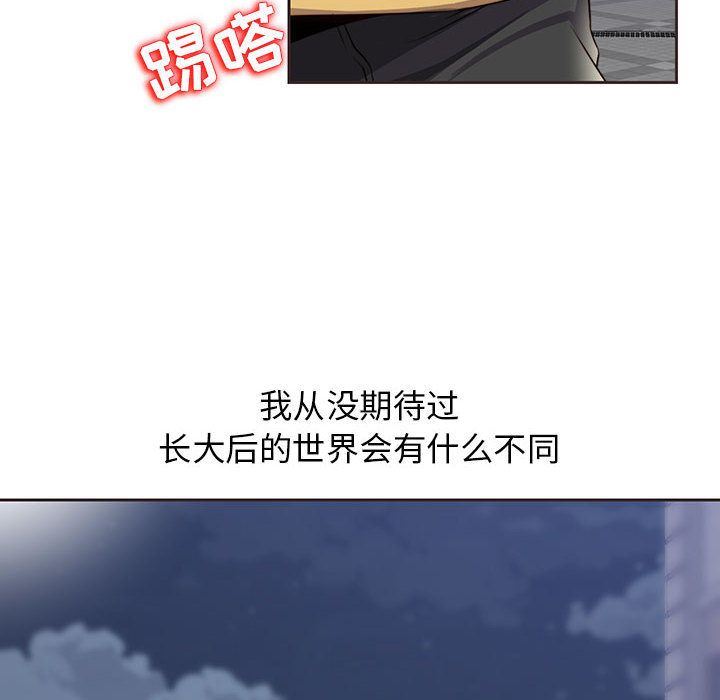 踢嗒
我从没期待过
长大后的世界会有什么不同